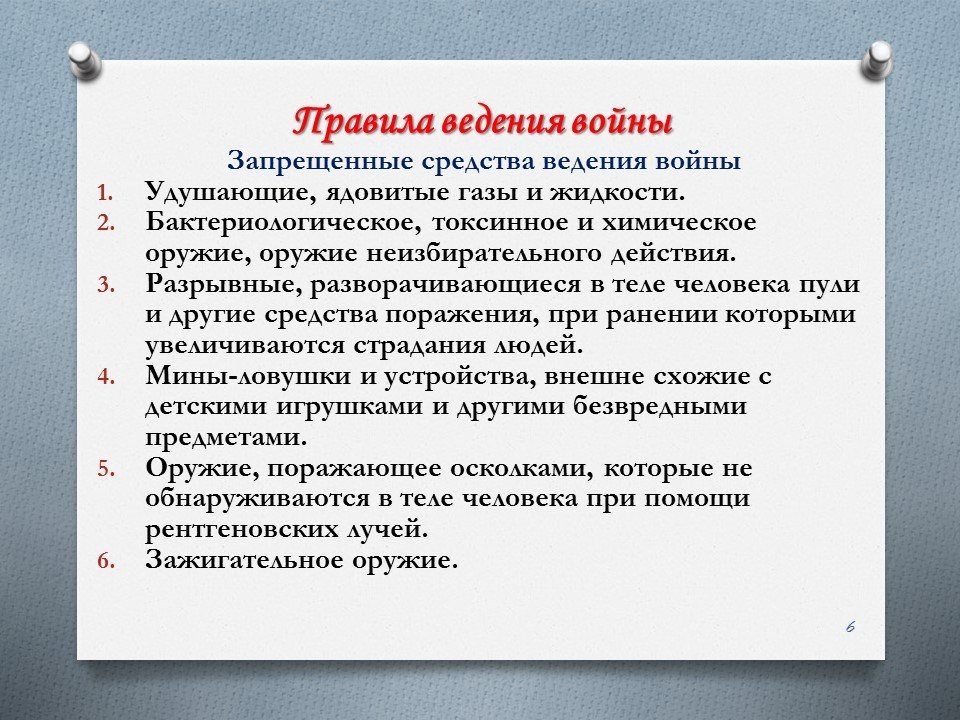 Правила ведения войны
Запрещенные средства ведения войны
1. Удушающие, ядовитые газы и жидкости.
2. Бактериологическое, токсинное и химическое
оружие, оружие неизбирательного действия.
3. Разрывные, разворачивающиеся в теле человека пули
и другие средства поражения, при ранении которыми
увеличиваются страдания людей.
4. Мины-ловушки и устройства, внешне схожие с
детскими игрушками и другими безвредными
предметами.
5. Оружие, поражающее осколками, которые не
обнаруживаются в теле человека при помощи
рентгеновских лучей.
6. Зажигательное оружие.
6